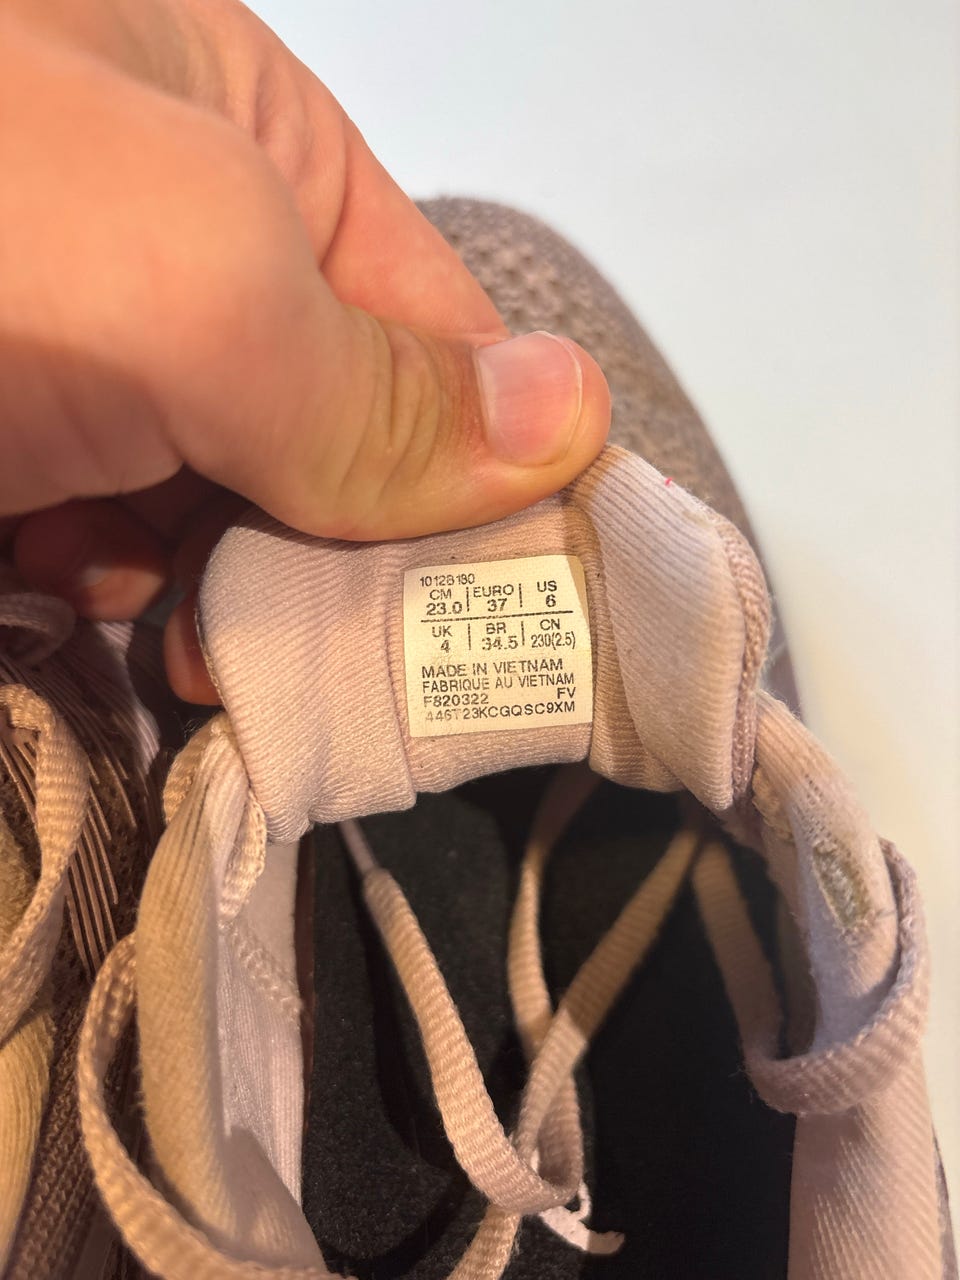 1012B180
CM | EURO | US
23.0 | 37 | 6
UK | BR | CN
4 | 34.5 | 230(2.5)
MADE IN VIETNAM
FABRIQUE AU VIETNAM
F820322 FV
446T23KCGQSC9XM